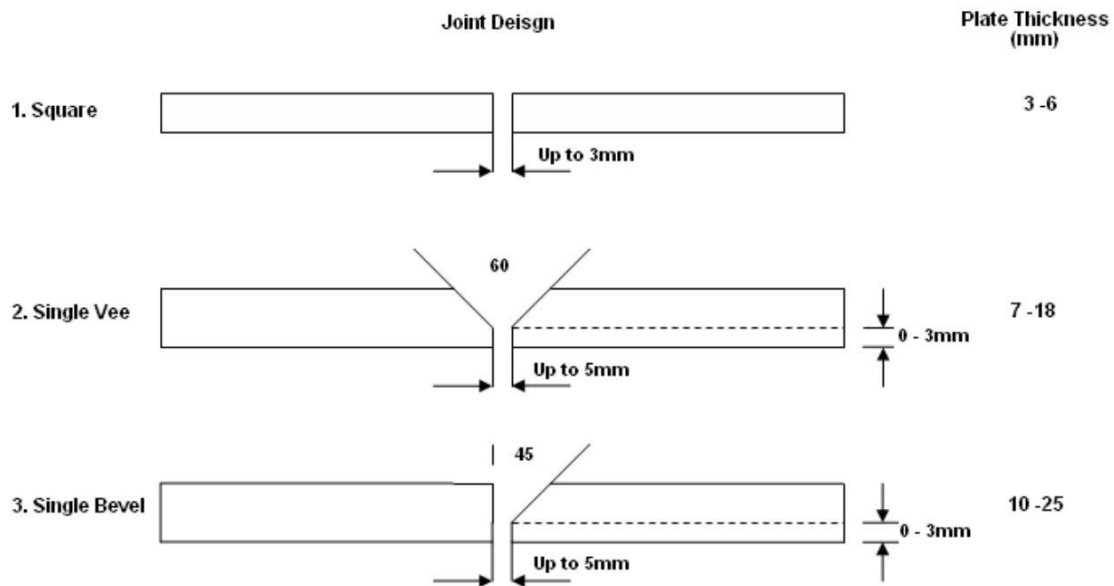 Joint Deisgn
Plate Thickness
(mm)
1. Square
3 -6
Up to 3mm
60
2. Single Vee
7 -18
0 - 3mm
Up to 5mm
45
3. Single Bevel
10 -25
0 - 3mm
Up to 5mm